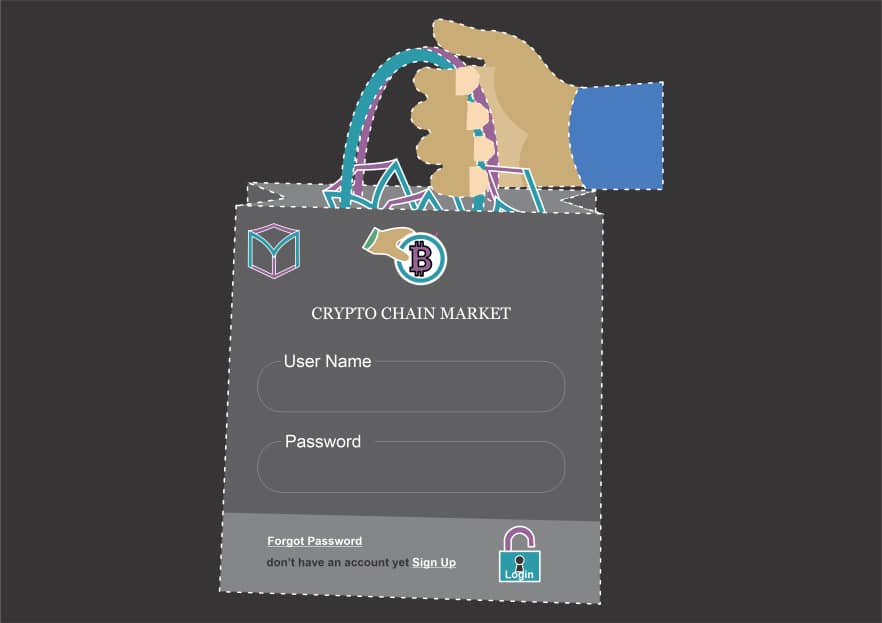 CRYPTO CHAIN MARKET
User Name
Password
Forgot Password
don't have an account yet Sign Up
Login